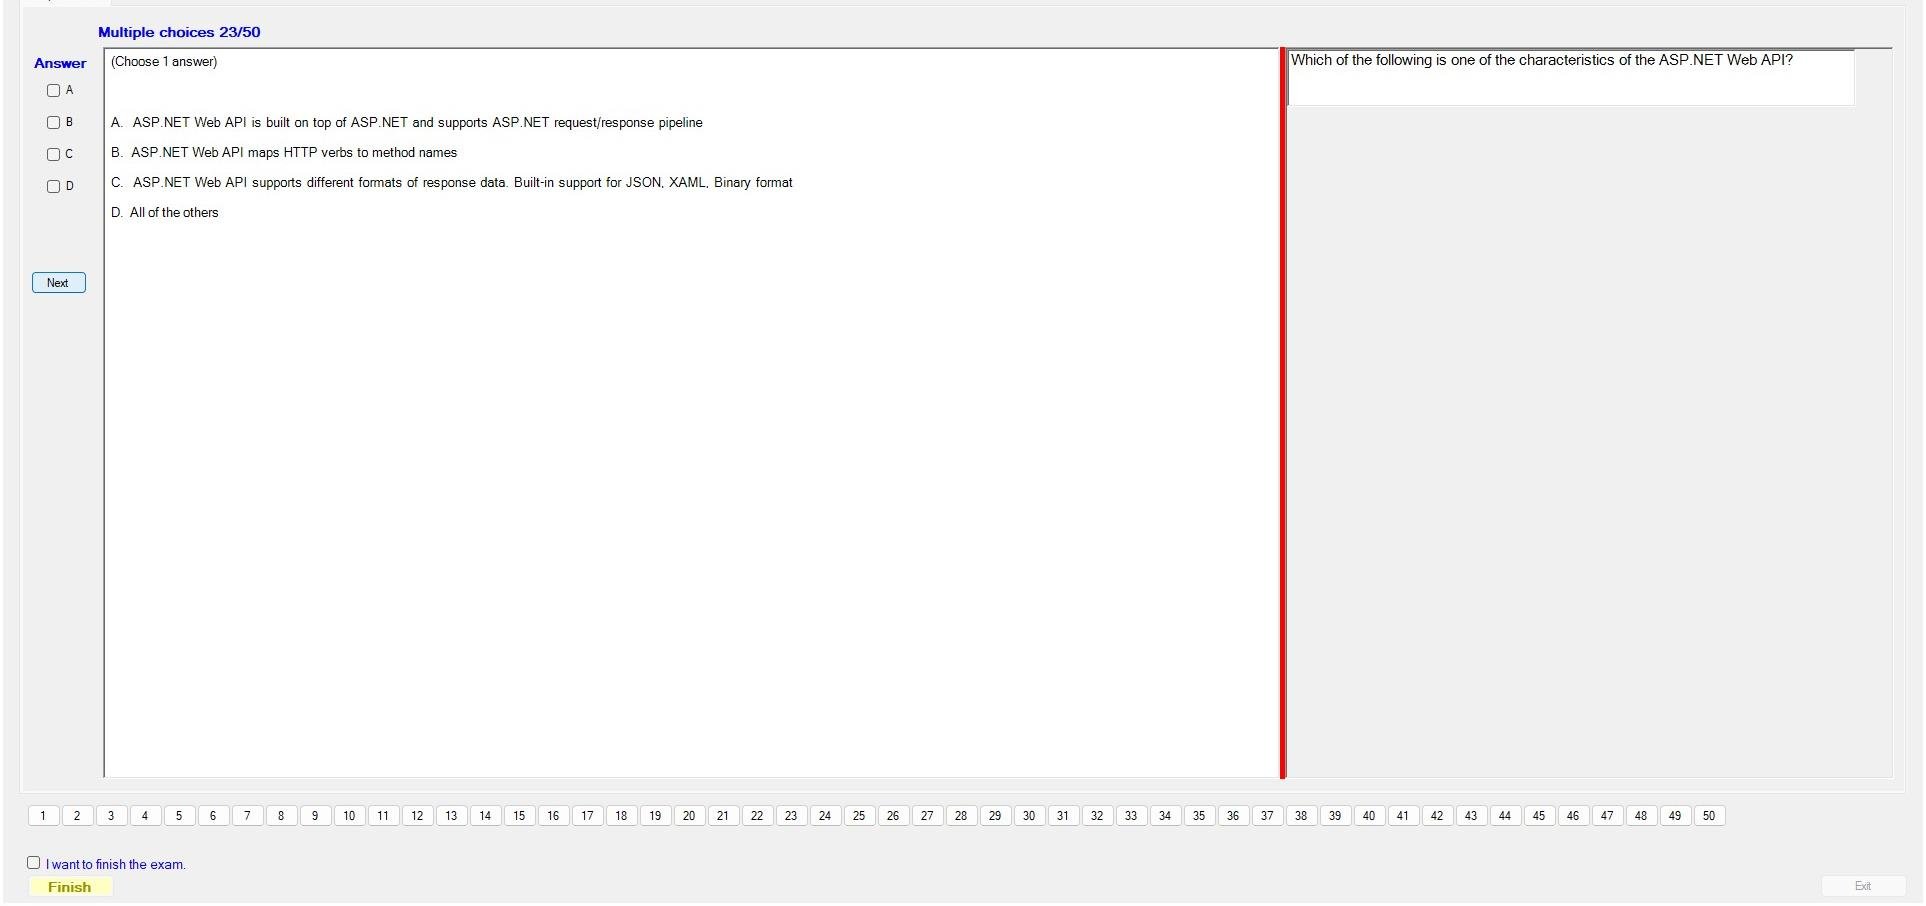 Multiple choices 23/50
Answer
A
B
C
D
Next
(Choose 1 answer)
A. ASP.NET Web API is built on top of ASP.NET and supports ASP.NET request/response pipeline
B. ASP.NET Web API maps HTTP verbs to method names
C. ASP.NET Web API supports different formats of response data. Built-in support for JSON, XAML, Binary format
D. All of the others
Which of the following is one of the characteristics of the ASP.NET Web API?
1 2 3 4 5 6 7 8 9 10 11 12 13 14 15 16 17 18 19 20 21 22 23 24 25 26 27 28 29 30 31 32 33 34 35 36 37 38 39 40 41 42 43 44 45 46 47 48 49 50
I want to finish the exam.
Finish
Exit